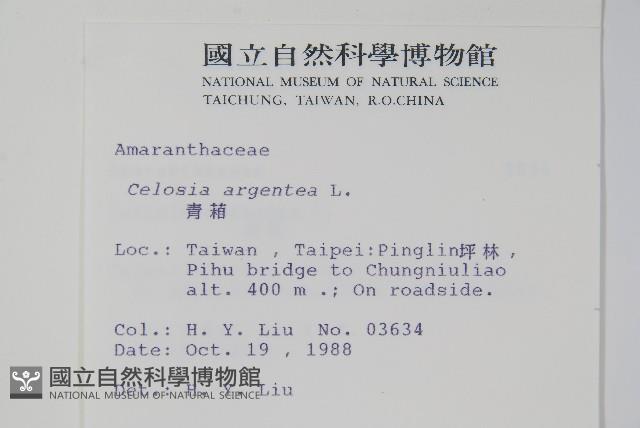 國立自然科學博物館
NATIONAL MUSEUM OF NATURAL SCIENCE
TAICHUNG, TAIWAN, R.O.CHINA
Amaranthaceae
Celosia argentea L.
青葙
Loc.: Taiwan , Taipei:Pinglin坪林 ,
Pihu bridge to Chungniuliao
alt. 400 m .; On roadside.
Col.: H. Y. Liu No. 03634
Date: Oct. 19 , 1988
國立自然科學博物館
Det.: H. Y. Liu
NATIONAL MUSEUM OF NATURAL SCIENCE